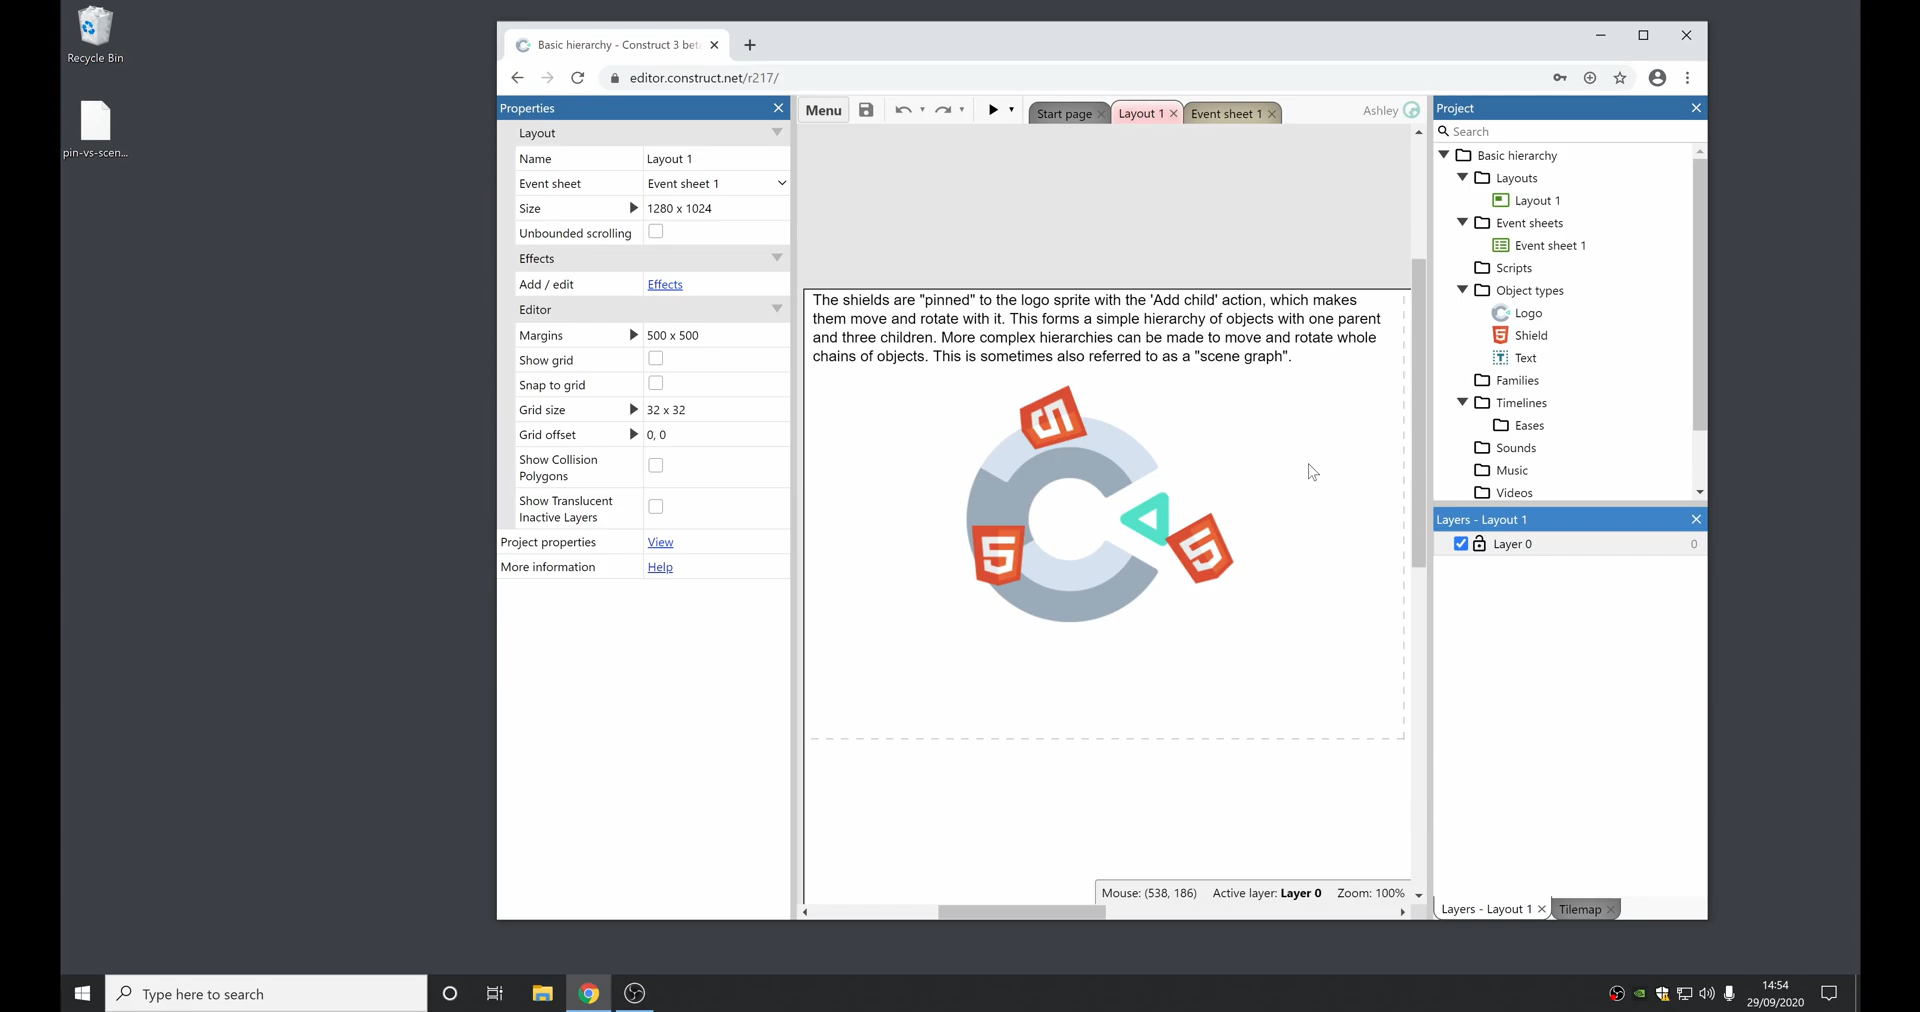 Recycle Bin
pin-vs-scen...
Basic hierarchy - Construct 3 bet
editor.construct.net/r217/
Properties
Layout
Name Layout 1
Event sheet Event sheet 1
Size 1280 x 1024
Unbounded scrolling
Effects
Add / edit Effects
Editor
Margins 500 x 500
Show grid
Snap to grid
Grid size 32 x 32
Grid offset 0, 0
Show Collision
Polygons
Show Translucent
Inactive Layers
Project properties View
More information Help
Menu
Start page Layout 1 Event sheet 1
Ashley
The shields are "pinned" to the logo sprite with the 'Add child' action, which makes
them move and rotate with it. This forms a simple hierarchy of objects with one parent
and three children. More complex hierarchies can be made to move and rotate whole
chains of objects. This is sometimes also referred to as a "scene graph".
5
5
5
Mouse: (538, 186) Active layer: Layer 0 Zoom: 100%
Project
Search
Basic hierarchy
Layouts
Layout 1
Event sheets
Event sheet 1
Scripts
Object types
Logo
Shield
T Text
Families
Timelines
Eases
Sounds
Music
Videos
Layers - Layout 1
Layer 0 0
Layers - Layout 1 Tilemap
Type here to search
14:54
29/09/2020